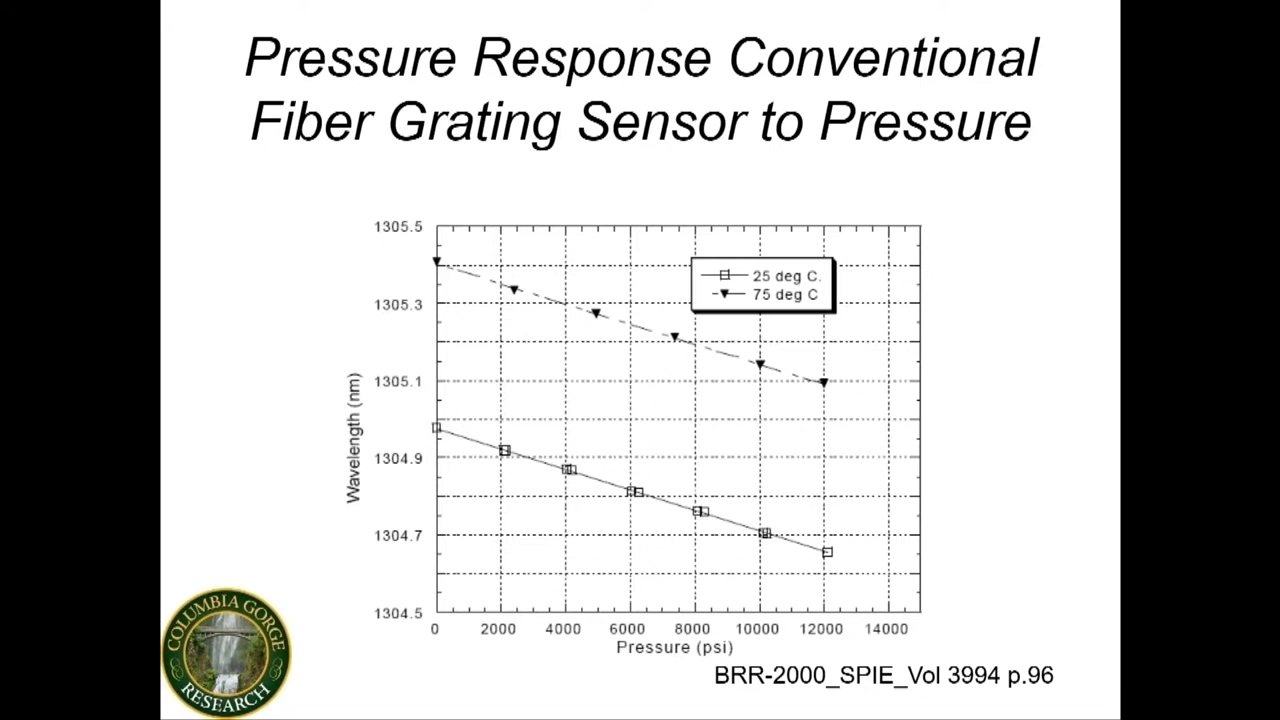 Pressure Response Conventional
Fiber Grating Sensor to Pressure
1305.5
1305.3
1305.1
1304.9
1304.7
1304.5
Wavelength (nm)
25 deg C.
75 deg C
0 2000 4000 6000 8000 10000 12000 14000
Pressure (psi)
BRR-2000_SPIE_Vol 3994 p.96
COLUMBIA GORGE
RESEARCH